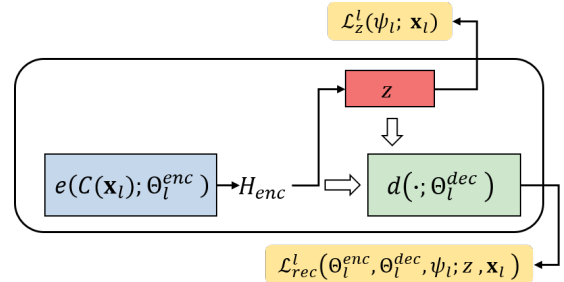 ℒ_z^l(ψ_l; 𝐱_l)
z
e(C(𝐱_l); Θ_l^{enc})
H_{enc}
d(·; Θ_l^{dec})
ℒ_{rec}^l(Θ_l^{enc}, Θ_l^{dec}, ψ_l; z , 𝐱_l)